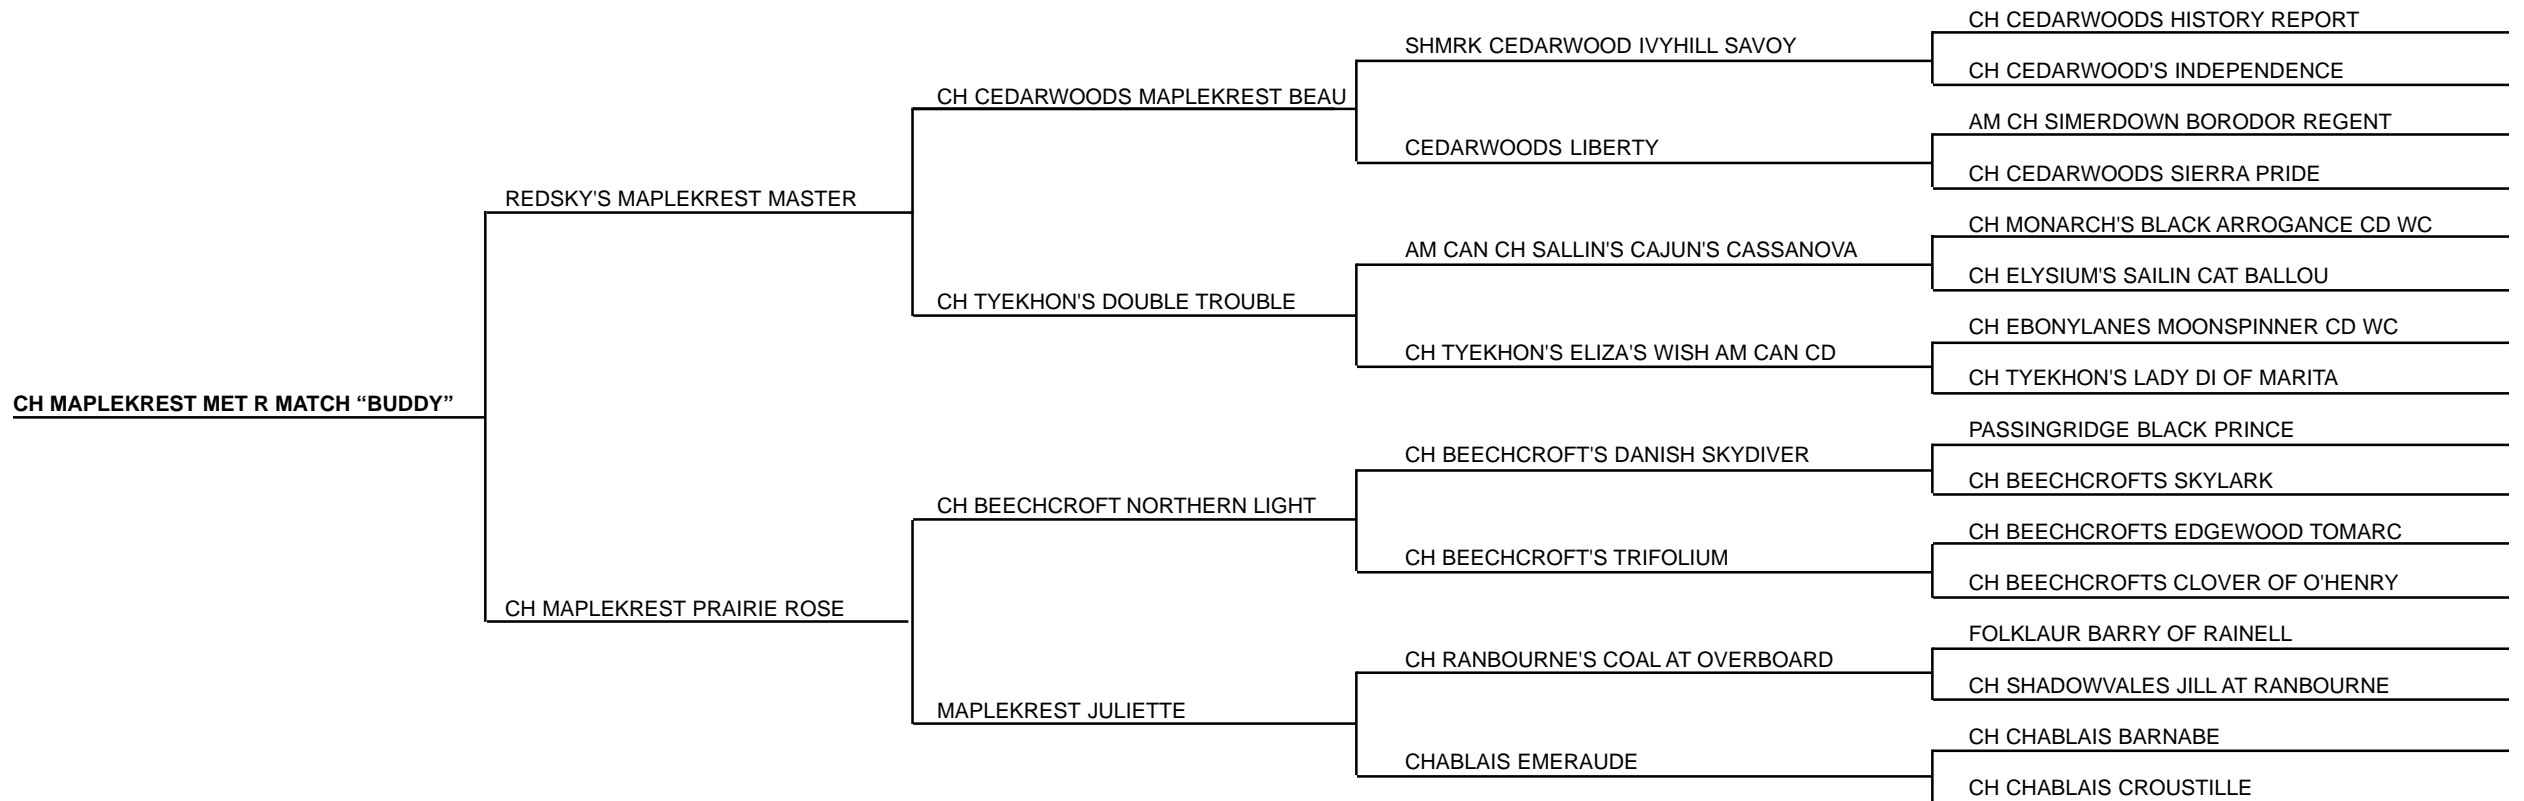 CH CEDARWOODS HISTORY REPORT
SHMRK CEDARWOOD IVYHILL SAVOY
CH CEDARWOOD'S INDEPENDENCE
CH CEDARWOODS MAPLEKREST BEAU
AM CH SIMERDOWN BORODOR REGENT
CEDARWOODS LIBERTY
CH CEDARWOODS SIERRA PRIDE
REDSKY'S MAPLEKREST MASTER
CH MONARCH'S BLACK ARROGANCE CD WC
AM CAN CH SALLIN'S CAJUN'S CASSANOVA
CH ELYSIUM'S SAILIN CAT BALLOU
CH TYEKHON'S DOUBLE TROUBLE
CH EBONYLANES MOONSPINNER CD WC
CH TYEKHON'S ELIZA'S WISH AM CAN CD
CH TYEKHON'S LADY DI OF MARITA
CH MAPLEKREST MET R MATCH “BUDDY”
PASSINGRIDGE BLACK PRINCE
CH BEECHCROFT'S DANISH SKYDIVER
CH BEECHCROFTS SKYLARK
CH BEECHCROFT NORTHERN LIGHT
CH BEECHCROFTS EDGEWOOD TOMARC
CH BEECHCROFT'S TRIFOLIUM
CH BEECHCROFTS CLOVER OF O'HENRY
CH MAPLEKREST PRAIRIE ROSE
FOLKLAUR BARRY OF RAINELL
CH RANBOURNE'S COAL AT OVERBOARD
CH SHADOWVALES JILL AT RANBOURNE
MAPLEKREST JULIETTE
CH CHABLAIS BARNABE
CHABLAIS EMERAUDE
CH CHABLAIS CROUSTILLE